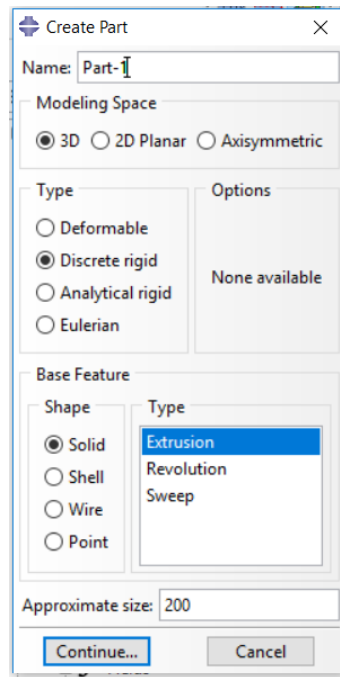 Create Part
Name: Part-1
Modeling Space
3D 2D Planar Axisymmetric
Type
Deformable
Discrete rigid
Analytical rigid
Eulerian
Options
None available
Base Feature
Shape
Solid
Shell
Wire
Point
Type
Extrusion
Revolution
Sweep
Approximate size: 200
Continue... Cancel